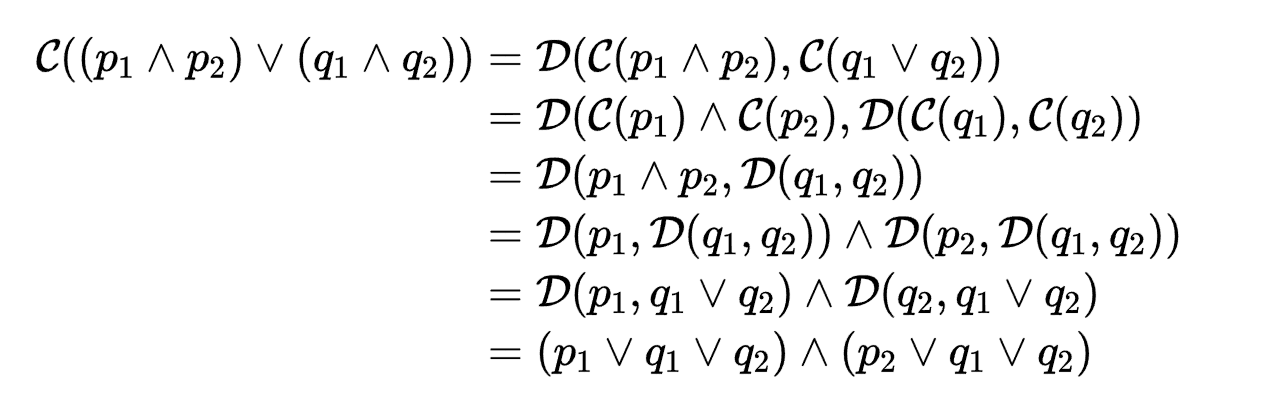 𝒞((p₁ ∧ p₂) ∨ (q₁ ∧ q₂)) = 𝒟(𝒞(p₁ ∧ p₂), 𝒞(q₁ ∨ q₂))
= 𝒟(𝒞(p₁) ∧ 𝒞(p₂), 𝒟(𝒞(q₁), 𝒞(q₂))
= 𝒟(p₁ ∧ p₂, 𝒟(q₁, q₂))
= 𝒟(p₁, 𝒟(q₁, q₂)) ∧ 𝒟(p₂, 𝒟(q₁, q₂))
= 𝒟(p₁, q₁ ∨ q₂) ∧ 𝒟(q₂, q₁ ∨ q₂)
= (p₁ ∨ q₁ ∨ q₂) ∧ (p₂ ∨ q₁ ∨ q₂)